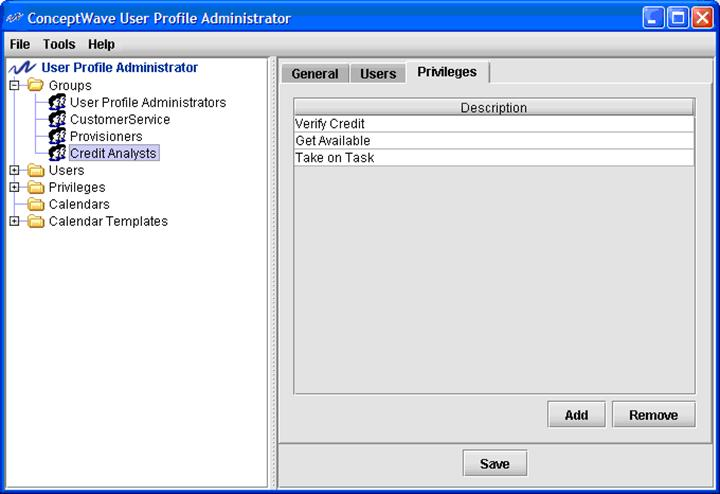 ConceptWave User Profile Administrator
File Tools Help
User Profile Administrator
Groups
User Profile Administrators
CustomerService
Provisioners
Credit Analysts
Users
Privileges
Calendars
Calendar Templates
General Users Privileges
Description
Verify Credit
Get Available
Take on Task
Add Remove
Save